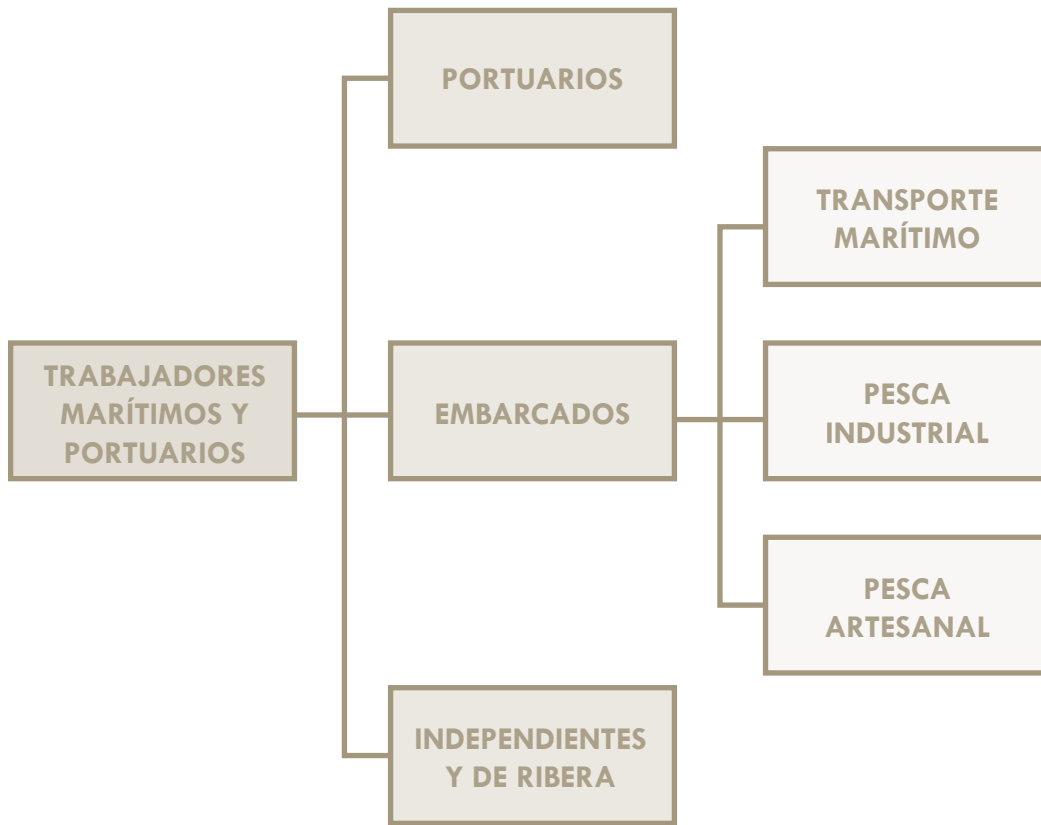 PORTUARIOS
TRANSPORTE
MARÍTIMO
TRABAJADORES
MARÍTIMOS Y
PORTUARIOS
EMBARCADOS
PESCA
INDUSTRIAL
PESCA
ARTESANAL
INDEPENDIENTES
Y DE RIBERA